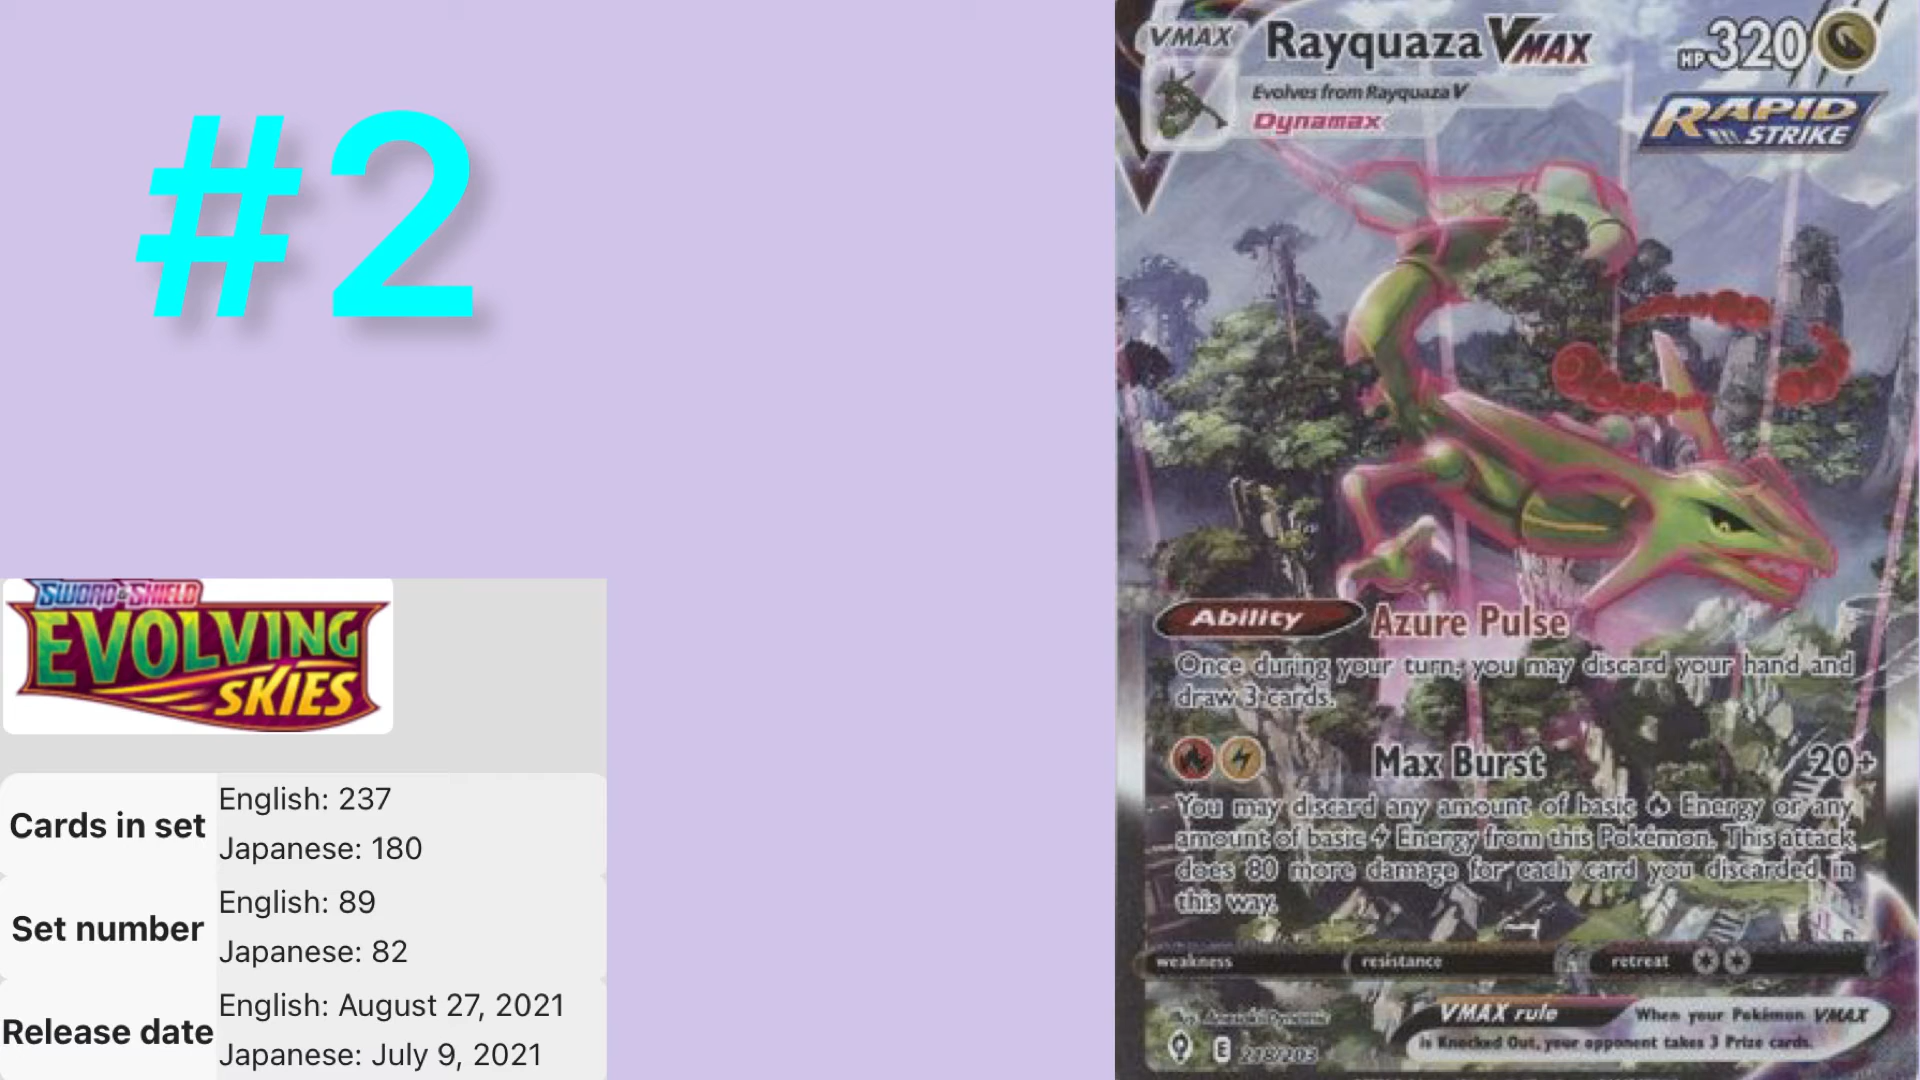 #2
SWORD & SHIELD
EVOLVING
SKIES
Cards in set
English: 237
Japanese: 180
Set number
English: 89
Japanese: 82
Release date
English: August 27, 2021
Japanese: July 9, 2021
VMAX
Rayquaza VMAX
HP 320
Evolves from Rayquaza V
Dynamax
RAPID
STRIKE
Ability Azure Pulse
Once during your turn, you may discard your hand and
draw 3 cards.
Max Burst 20+
You may discard any amount of basic Energy or any
amount of basic Energy from this Pokémon. This attack
does 80 more damage for each card you discarded in
this way.
weakness resistance retreat
VMAX rule When your Pokémon VMAX
is Knocked Out, your opponent takes 3 Prize cards.
E 218/203